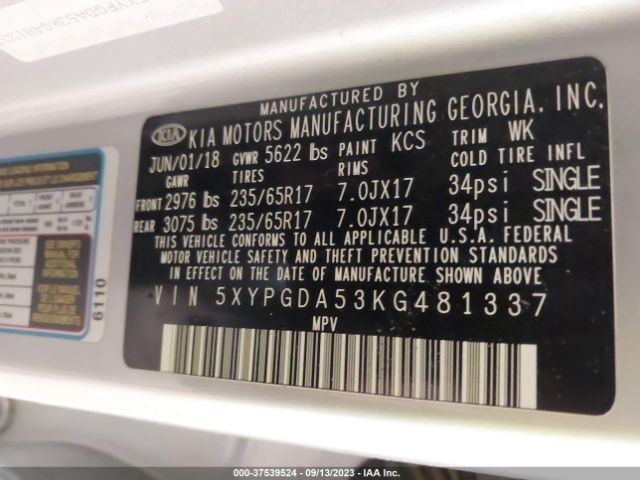 MANUFACTURED BY
KIA KIA MOTORS MANUFACTURING GEORGIA. INC.
JUN/01/18 GVWR 5622 lbs PAINT KCS TRIM WK
GAWR TIRES RIMS COLD TIRE INFL
FRONT 2976 lbs 235/65R17 7.0JX17 34psi SINGLE
REAR 3075 lbs 235/65R17 7.0JX17 34psi SINGLE
THIS VEHICLE CONFORMS TO ALL APPLICABLE U.S.A. FEDERAL
MOTOR VEHICLE SAFETY AND THEFT PREVENTION STANDARDS
IN EFFECT ON THE DATE OF MANUFACTURE SHOWN ABOVE.
VIN 5XYPGDA53KG481337
MPV
6110
000-37539524 • 09/13/2023 • IAA Inc.